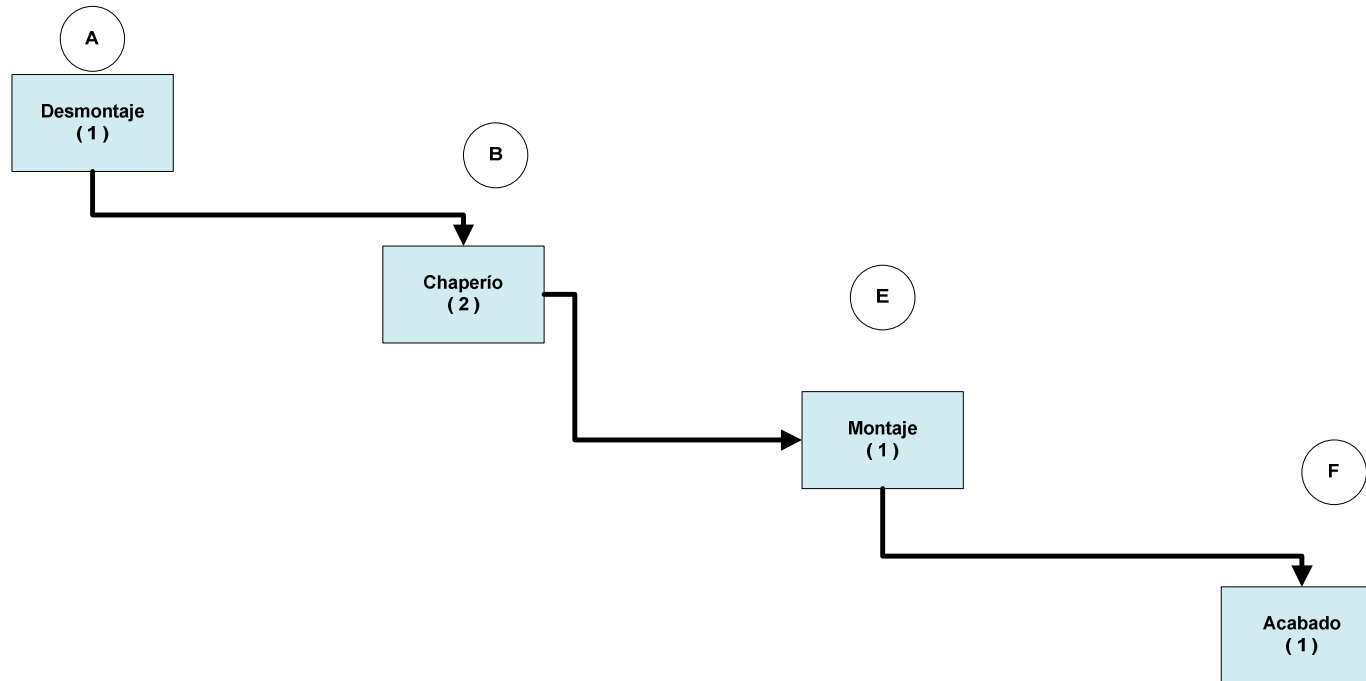 A
Desmontaje
( 1 )
B
Chaperío
( 2 )
E
Montaje
( 1 )
F
Acabado
( 1 )